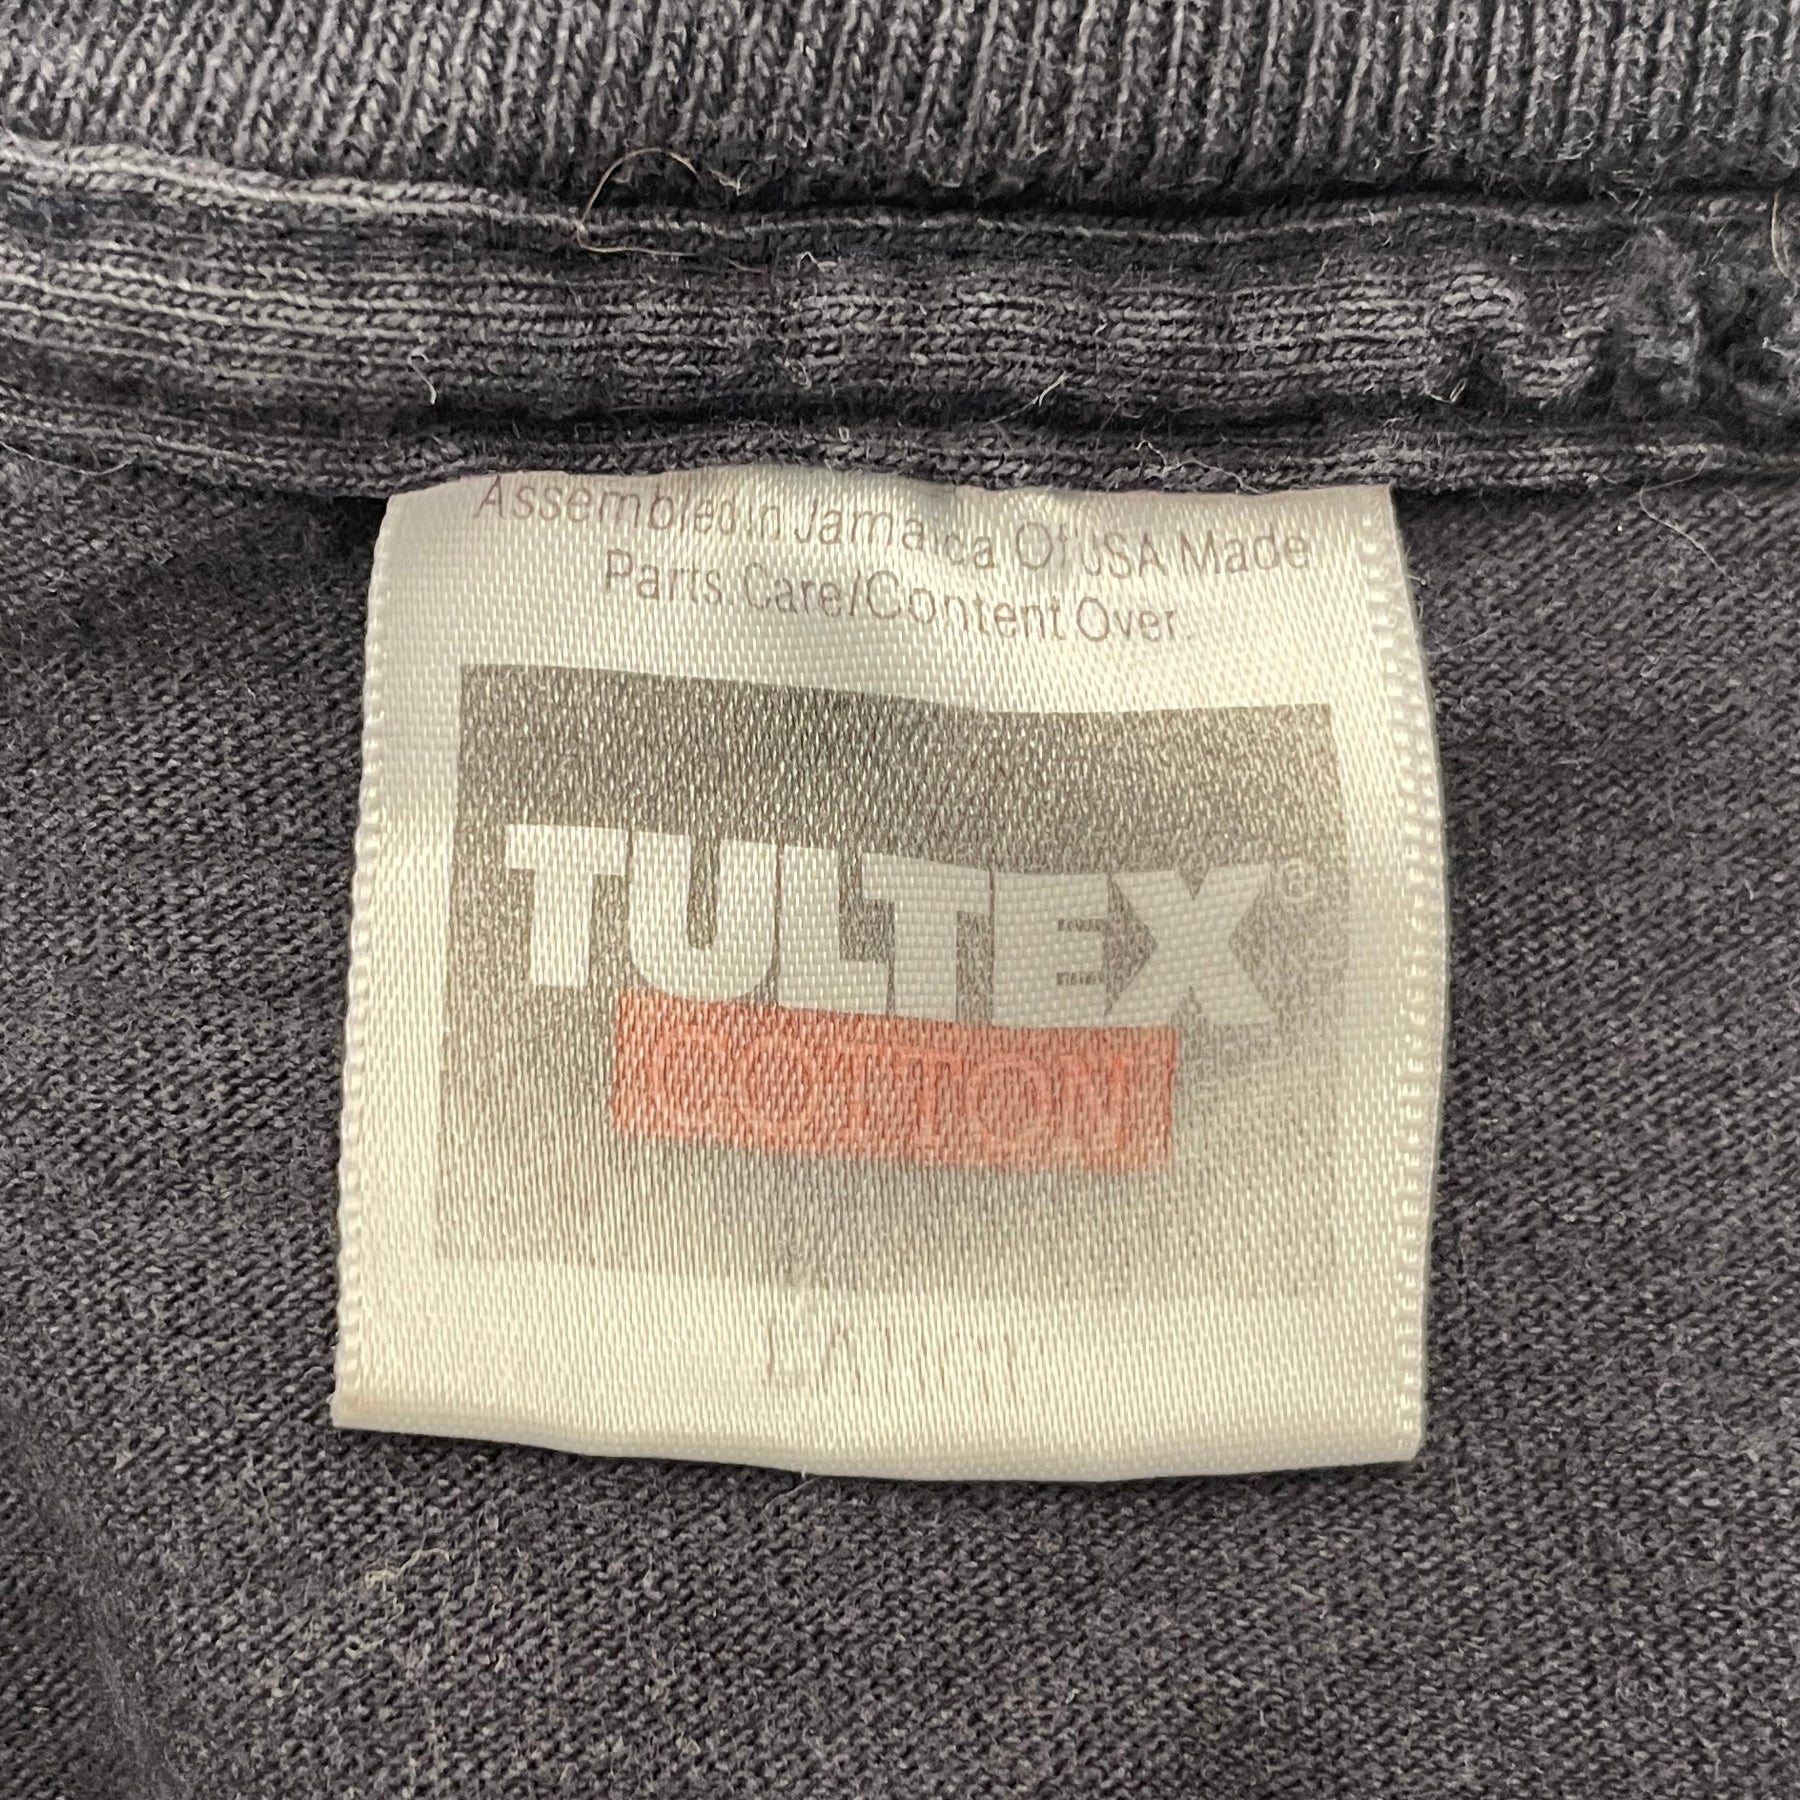 Assembled In Jamaica Of USA Made
Parts. Care/Content Over.
TULTEX®
COTTON